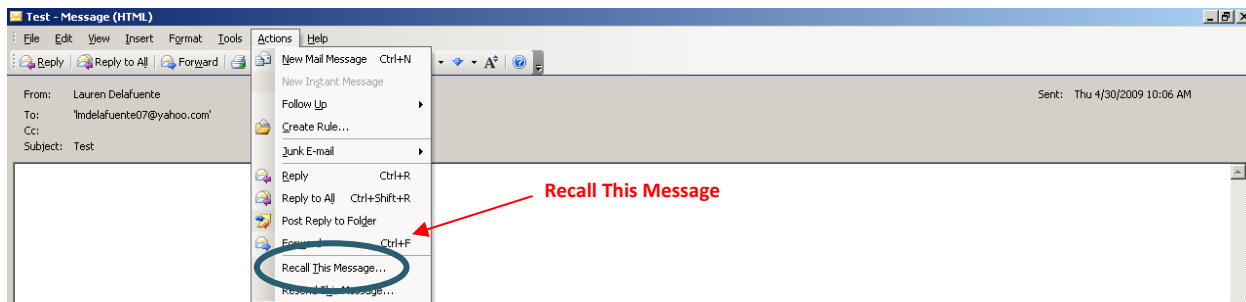 Test - Message (HTML)
File Edit View Insert Format Tools Actions Help
Reply Reply to All Forward
New Mail Message Ctrl+N
New Instant Message
Follow Up
Create Rule...
Junk E-mail
Reply Ctrl+R
Reply to All Ctrl+Shift+R
Post Reply to Folder
Forward Ctrl+F
Recall This Message...
Resend This Message...
From: Lauren Delafuente
Sent: Thu 4/30/2009 10:06 AM
To: 'lmdelafuente07@yahoo.com'
Cc:
Subject: Test
Recall This Message